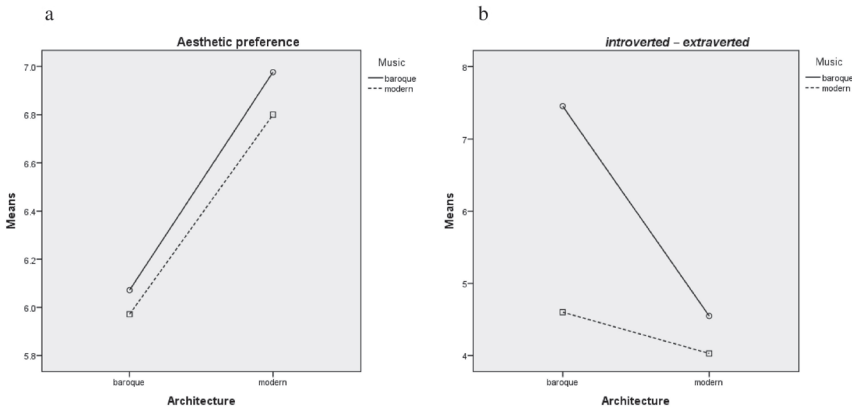 a
Aesthetic preference
Music
baroque
modern
7.0
6.8
6.6
6.4
6.2
6.0
5.8
Means
baroque modern
Architecture
b
introverted – extraverted
Music
baroque
modern
8
7
6
5
4
Means
baroque modern
Architecture